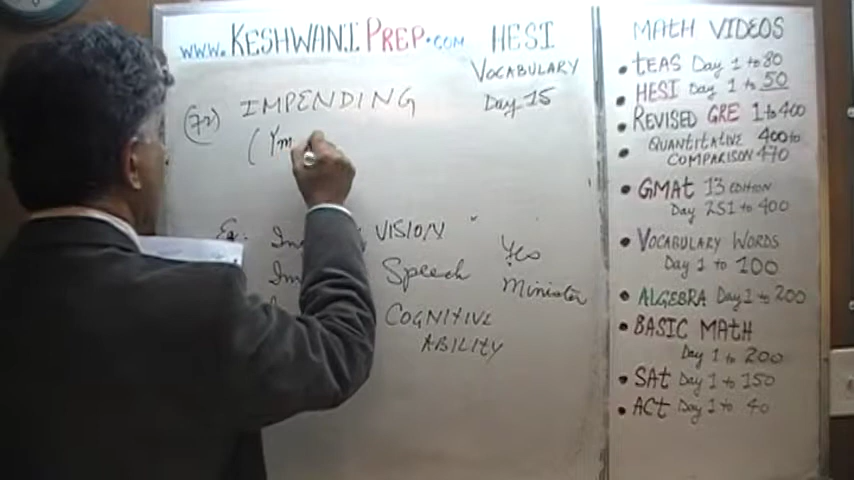 www.KESHWANIPREP.COM HESI
VOCABULARY
Day 15
(72) IMPENDING
(Ym
Eg: VISION
Im Speech
COGNITIVE
ABILITY
Yes
Minister
MATH VIDEOS
• TEAS Day 1 to 80
• HESI Day 1 to 50
• REVISED GRE 1 to 400
• QUANTITATIVE 400 to
COMPARISON 470
• GMAT 13 EDITION
Day 251 to 400
• VOCABULARY WORDS
Day 1 to 100
• ALGEBRA Day 1 to 200
• BASIC MATH
Day 1 to 200
• SAT Day 1 to 150
• ACT Day 1 to 40